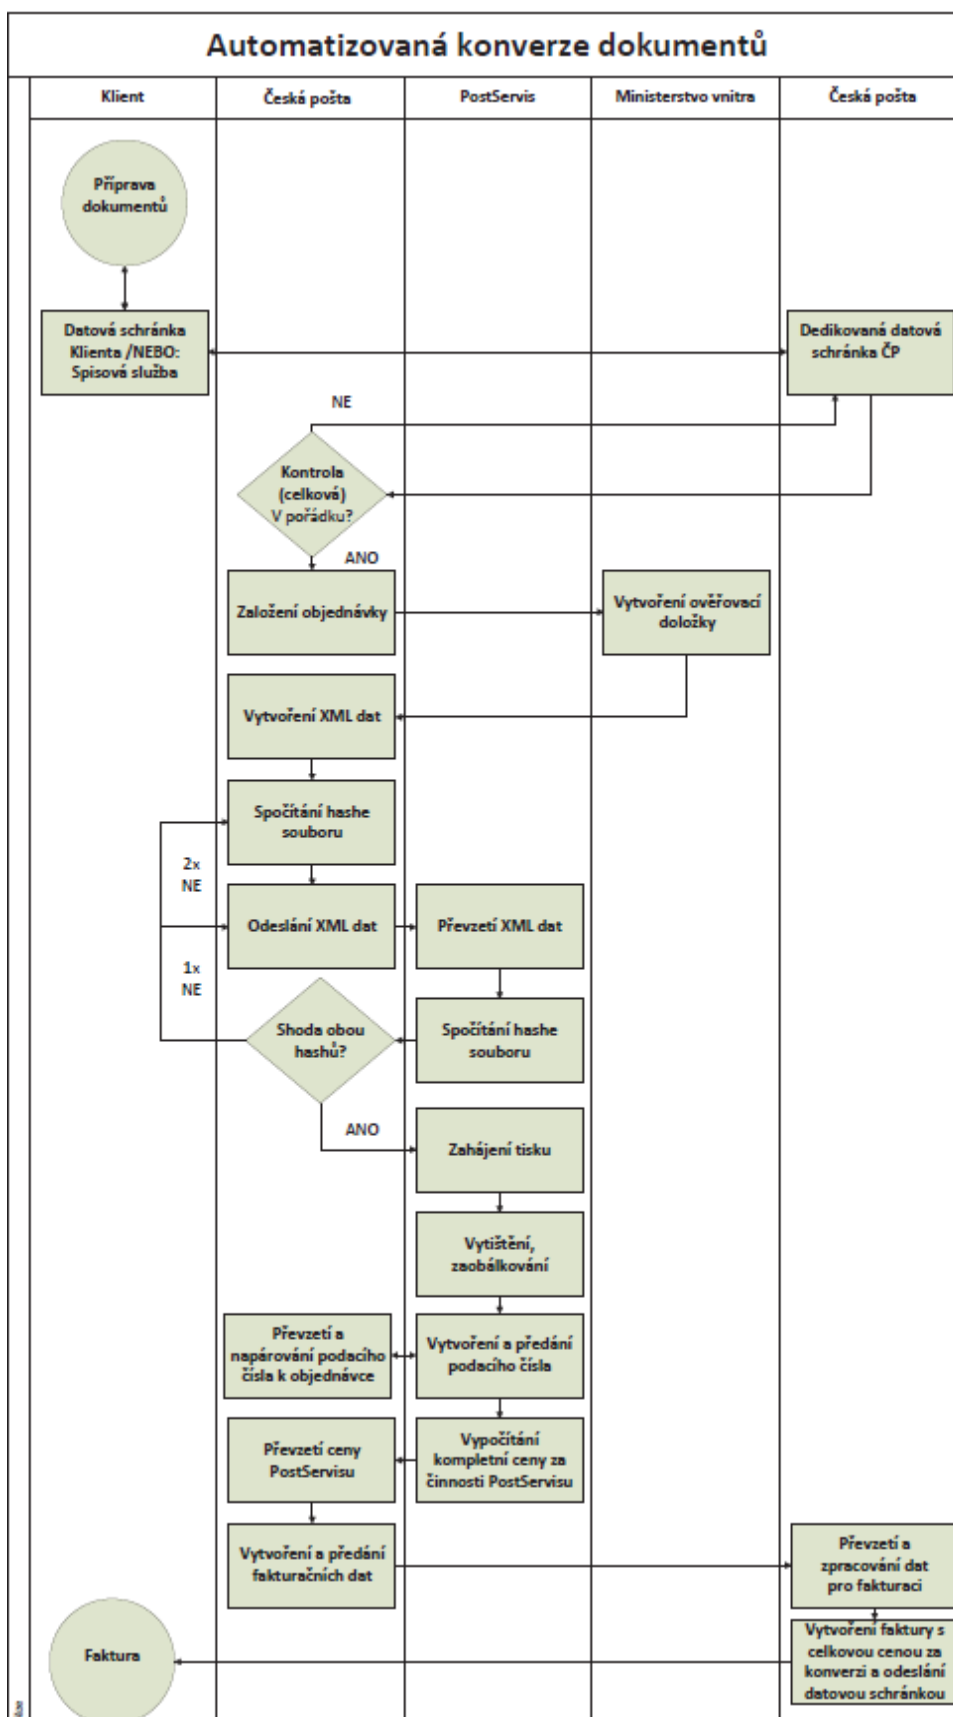 Automatizovaná konverze dokumentů
Klient
Česká pošta
PostServis
Ministerstvo vnitra
Česká pošta
Příprava
dokumentů
Datová schránka
Klienta /NEBO:
Spisová služba
Dedikovaná datová
schránka ČP
NE
Kontrola
(celková)
V pořádku?
ANO
Založení objednávky
Vytvoření ověřovací
doložky
Vytvoření XML dat
Spočítání hashe
souboru
2x
NE
Odeslání XML dat
Převzetí XML dat
1x
NE
Shoda obou
hashů?
Spočítání hashe
souboru
ANO
Zahájení tisku
Vytištění,
zaobálkování
Převzetí a
napárování podacího
čísla k objednávce
Vytvoření a předání
podacího čísla
Převzetí ceny
PostServisu
Vypočítání
kompletní ceny za
činnosti PostServisu
Vytvoření a předání
fakturačních dat
Převzetí a
zpracování dat
pro fakturaci
Faktura
Vytvoření faktury s
celkovou cenou za
konverzi a odeslání
datovou schránkou